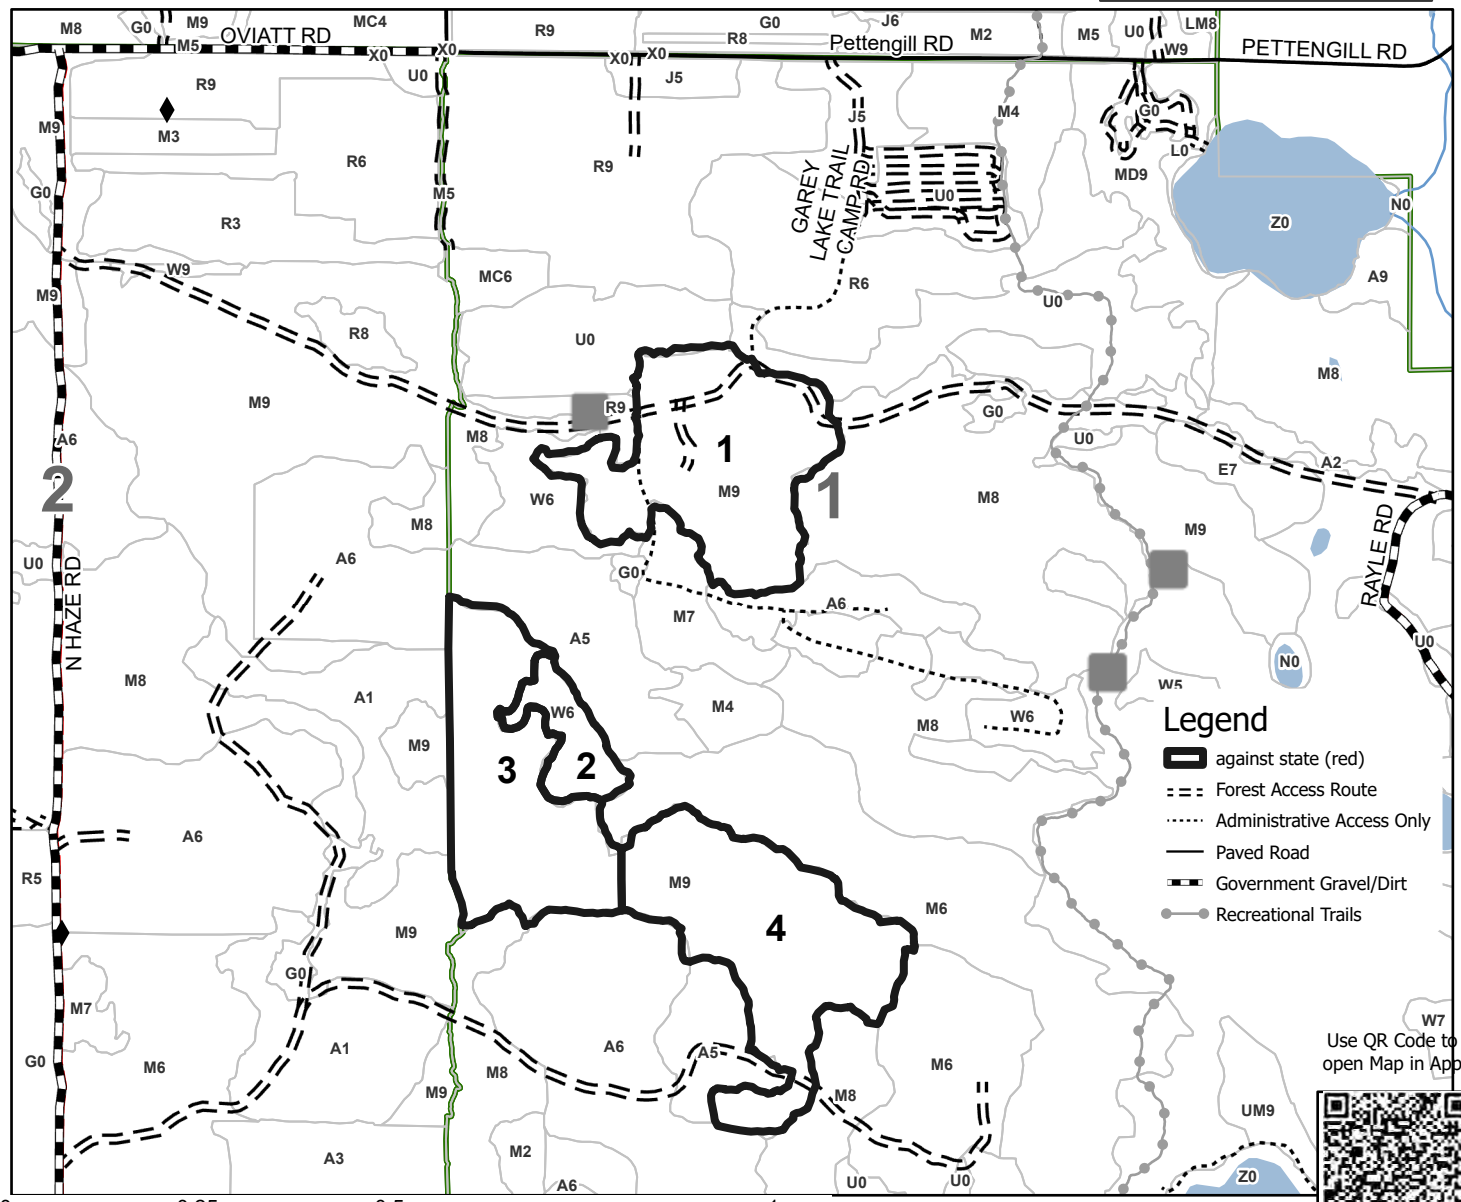 M8
G0
M9
MC4
R9
G0
J6
M2
M5
U0
LM8
OVIATT RD
M5
X0
X0
X0
X0
R8
Pettengill RD
W9
PETTENGILL RD
R9
U0
J5
M9
M3
J5
M4
G0
R6
R9
L0
G0
M5
GAREY
LAKE TRAIL
CAMP RD
U0
MD9
N0
R3
Z0
W9
MC6
R6
A9
M9
U0
R8
U0
M8
M9
R9
G0
A6
M8
1
U0
E7
A2
2
W6
M9
1
M8
M8
M9
U0
N HAZE RD
A6
G0
RAYLE RD
A6
M7
A5
U0
N0
M8
A1
W6
M4
W6
W5
M8
M9
3
2
Legend
against state (red)
Forest Access Route
Administrative Access Only
Paved Road
Government Gravel/Dirt
Recreational Trails
A6
R5
M9
M9
4
M6
G0
M7
W7
Use QR Code to
open Map in App
G0
M6
A1
M8
A6
A5
M6
M9
M8
UM9
A3
M2
A6
U0
U0
Z0
0.25
0.5
1